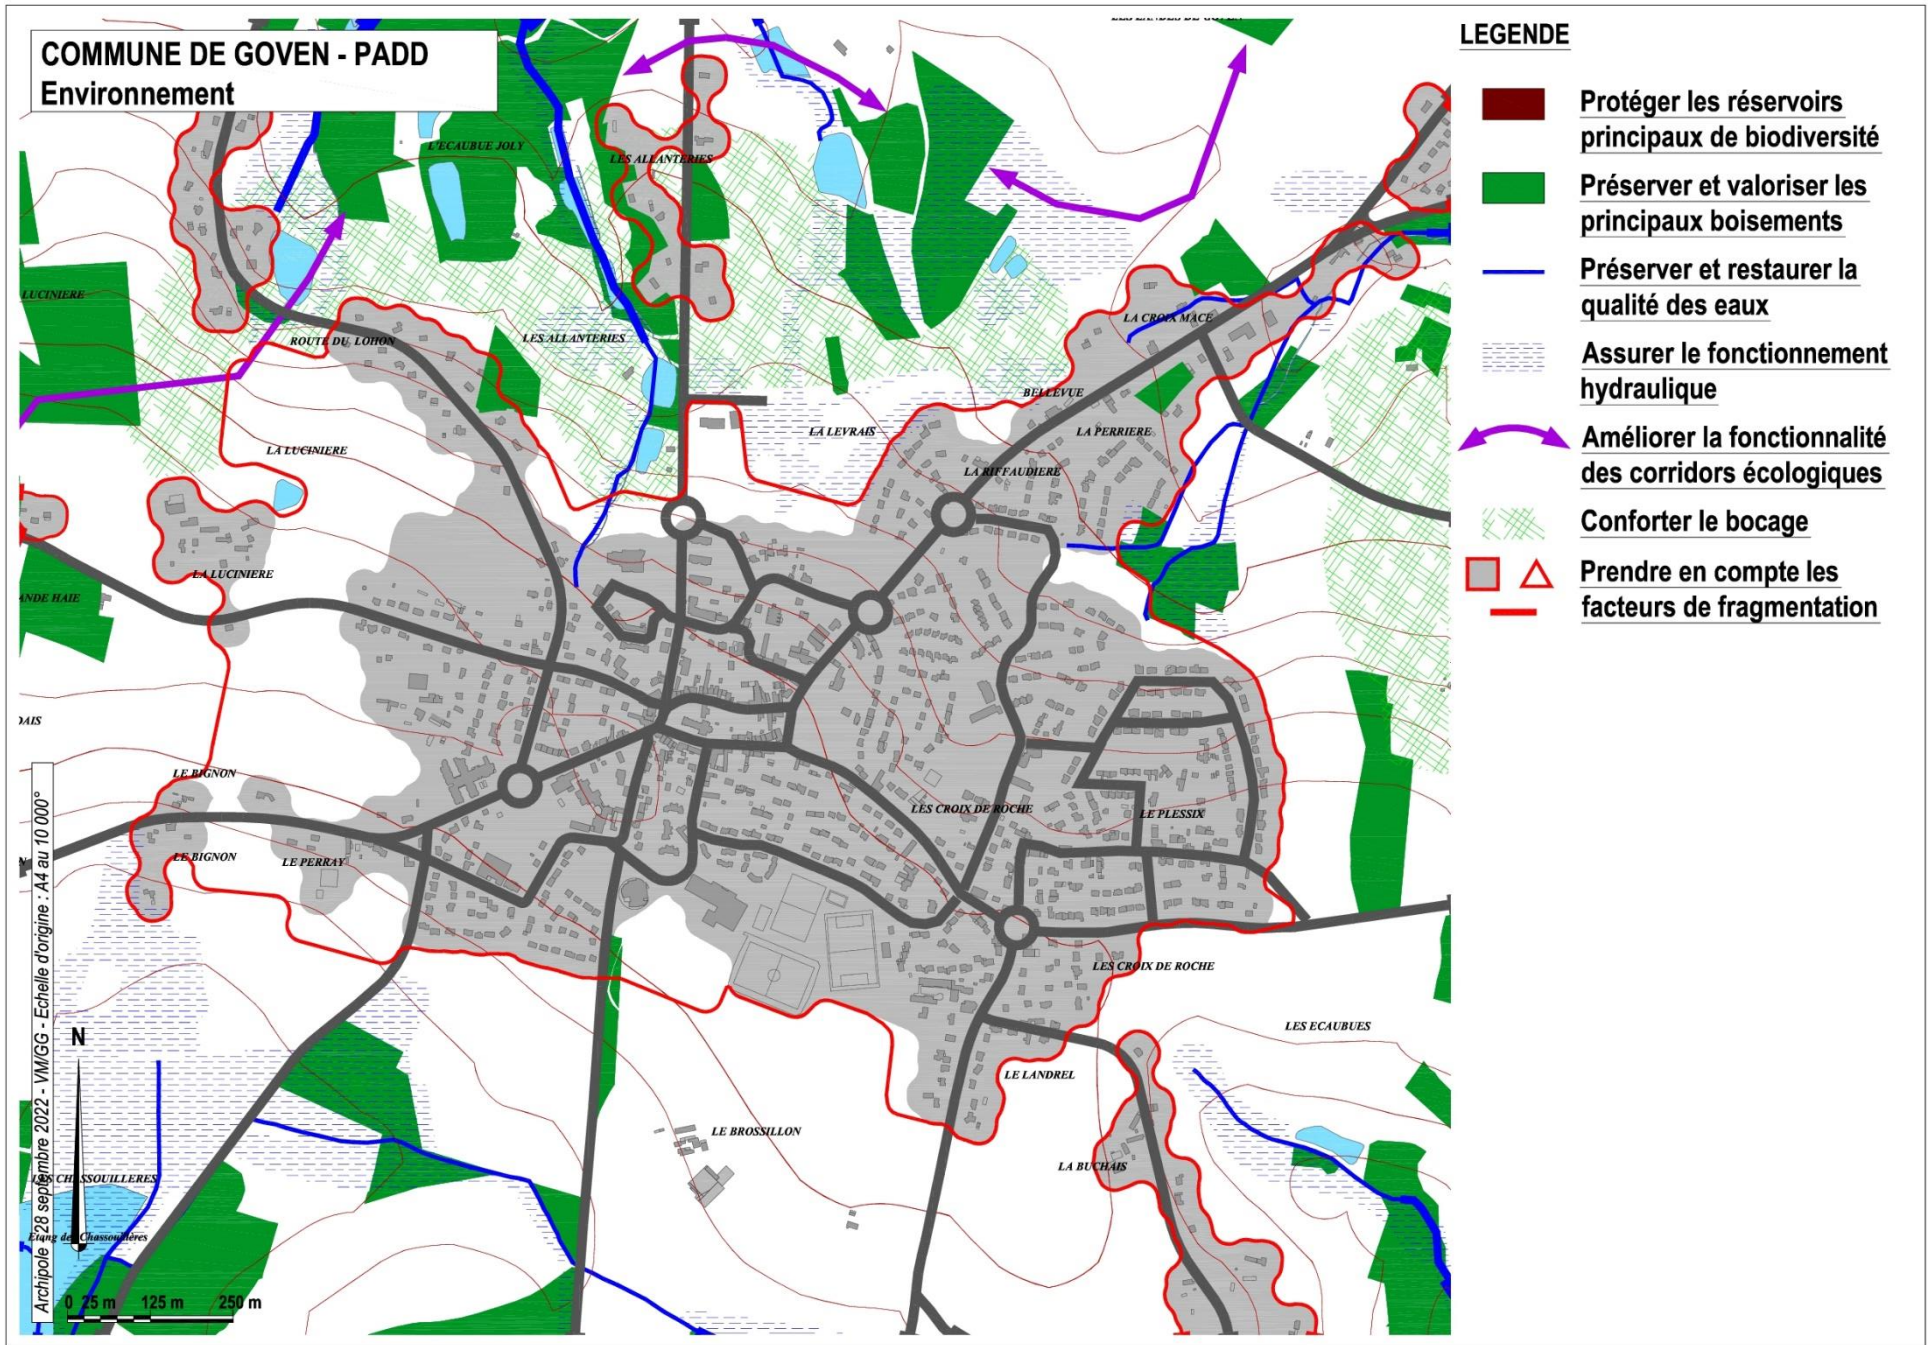 COMMUNE DE GOVEN - PADD
Environnement
LEGENDE
Protéger les réservoirs
principaux de biodiversité
Préserver et valoriser les
principaux boisements
Préserver et restaurer la
qualité des eaux
Assurer le fonctionnement
hydraulique
Améliorer la fonctionnalité
des corridors écologiques
Conforter le bocage
Prendre en compte les
facteurs de fragmentation
L'ECAUBUE JOLY
LES ALLANTERIES
LUCINIERE
LA CROIX MACE
ROUTE DU LOHON
LES ALLANTERIES
BELLEVUE
LA LEVRAIS
LA PERRIERE
LA LUCINIERE
LA RIFFAUDIERE
LA LUCINIERE
ANDE HAIE
DAIS
LE BIGNON
LES CROIX DE ROCHE
LE PLESSIX
LE BIGNON
LE PERRAY
LES CROIX DE ROCHE
LES ECAUBUES
N
LE LANDREL
LE BROSSILLON
LA BUCHAIS
Etang des Chassouillères
0 25 m 125 m 250 m
Archipole - 28 septembre 2022 - VM/GG - Echelle d'origine : A4 au 10 000°